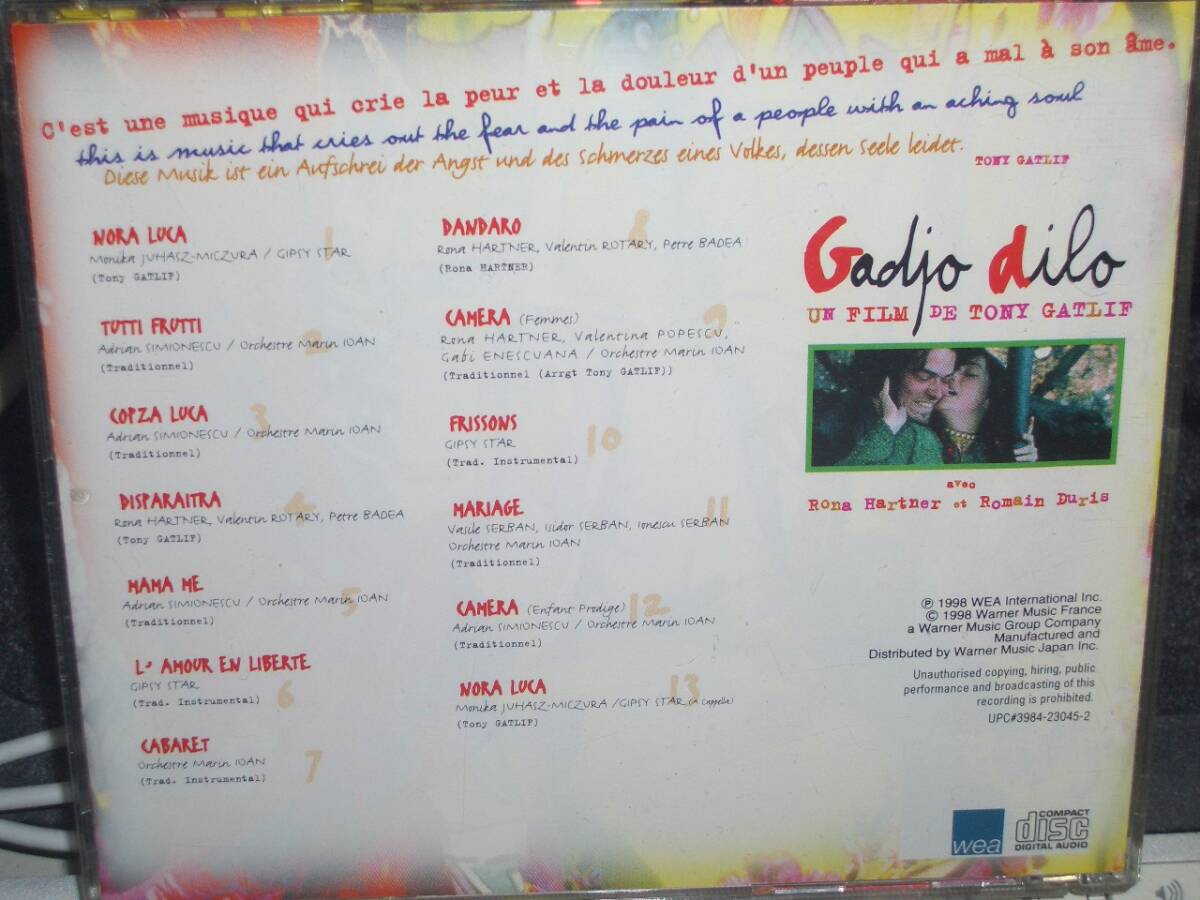 C'est une musique qui crie la peur et la douleur d'un peuple qui a mal à son âme.
this is music that cries out the fear and the pain of a people with an aching soul
Diese Musik ist ein Aufschrei der Angst und des Schmerzes eines Volkes, dessen Seele leidet.
TONY GATLIF
NORA LUCA 1
Monika JUHASZ-MICZURA / GIPSY STAR
(Tony GATLIF)
TUTTI FRUTTI 2
Adrian SIMIONESCU / Orchestre Marin IOAN
(Traditionnel)
COPZA LUCA 3
Adrian SIMIONESCU / Orchestre Marin IOAN
(Traditionnel)
DISPARAITRA 4
Rona HARTNER, Valentin ROTARY, Petre BADEA
(Tony GATLIF)
MAMA ME 5
Adrian SIMIONESCU / Orchestre Marin IOAN
(Traditionnel)
L' AMOUR EN LIBERTE
GIPSY STAR
(Trad. Instrumental) 6
CABARET
Orchestre Marin IOAN 7
(Trad. Instrumental)
DANDARO 8
Rona HARTNER, Valentin ROTARY, Petre BADEA
(Rona HARTNER)
CAMERA (Femmes) 9
Rona HARTNER, Valentina POPESCU,
Gabi ENESCUANA / Orchestre Marin IOAN
(Traditionnel (Arrgt Tony GATLIF))
FRISSONS
GIPSY STAR 10
(Trad. Instrumental)
MARIAGE 11
Vasile SERBAN, Isidor SERBAN, Ionescu SERBAN
Orchestre Marin IOAN
(Traditionnel)
CAMERA (Enfant Prodige) 12
Adrian SIMIONESCU / Orchestre Marin IOAN
(Traditionnel)
NORA LUCA 13
Monika JUHASZ-MICZURA /GIPSY STAR (A Cappella)
(Tony GATLIF)
Gadjo dilo
UN FILM DE TONY GATLIF
avec
Rona Hartner et Romain Duris
℗ 1998 WEA International Inc.
© 1998 Warner Music France
a Warner Music Group Company
Manufactured and
Distributed by Warner Music Japan Inc.
Unauthorised copying, hiring, public
performance and broadcasting of this
recording is prohibited.
UPC#3984-23045-2
wea
COMPACT
disc
DIGITAL AUDIO